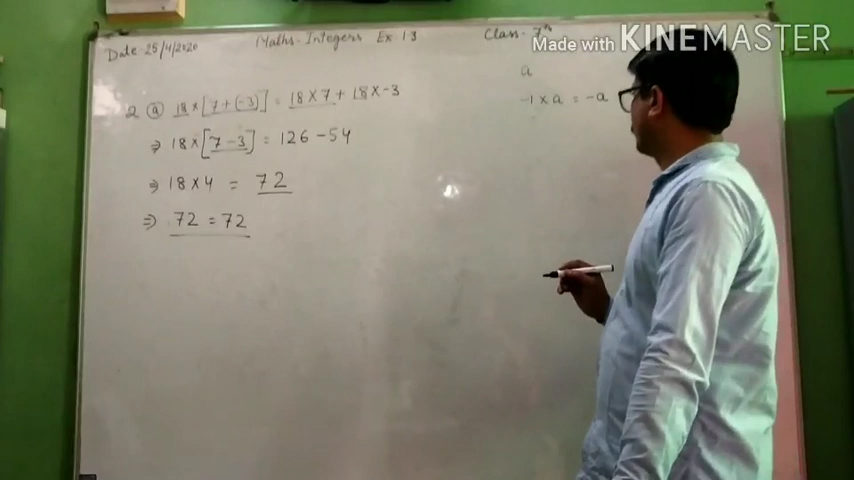 Date-25/4/2020 Maths-Integers Ex 1.3 Class-7th
Made with KINEMASTER
2 (a) 18×[7+(-3)] = 18×7+18×-3
⇒ 18×[7-3] = 126-54
⇒ 18×4 = 72
⇒ 72 = 72
a
-1×a = -a